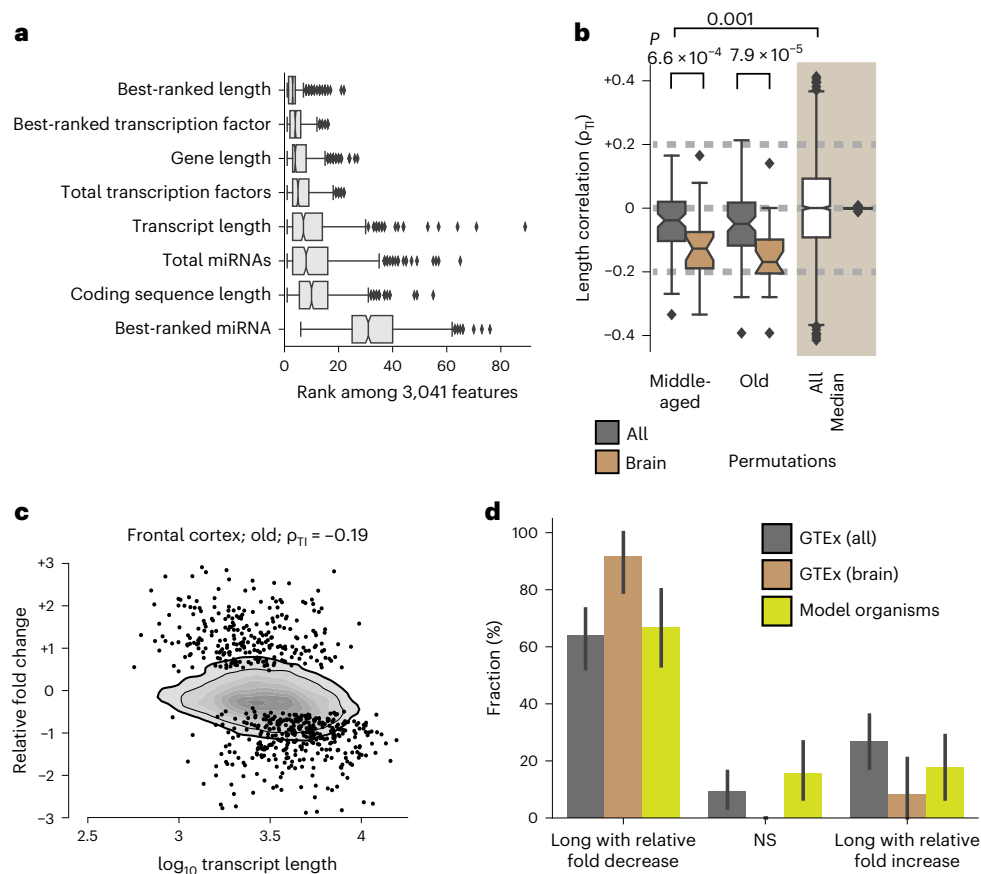 a
Best-ranked length
Best-ranked transcription factor
Gene length
Total transcription factors
Transcript length
Total miRNAs
Coding sequence length
Best-ranked miRNA
0 20 40 60 80
Rank among 3,041 features
b
P
0.001
6.6 ×10⁻⁴ 7.9 ×10⁻⁵
+0.4
+0.2
0
−0.2
−0.4
Length correlation (ρTI)
Middle-
aged
Old
All
Median
All
Brain
Permutations
c
Frontal cortex; old; ρTI = −0.19
+3
+2
+1
0
−1
−2
−3
Relative fold change
2.5 3 3.5 4
log₁₀ transcript length
d
100
80
60
40
20
0
Fraction (%)
GTEx (all)
GTEx (brain)
Model organisms
Long with relative
fold decrease
NS
Long with relative
fold increase